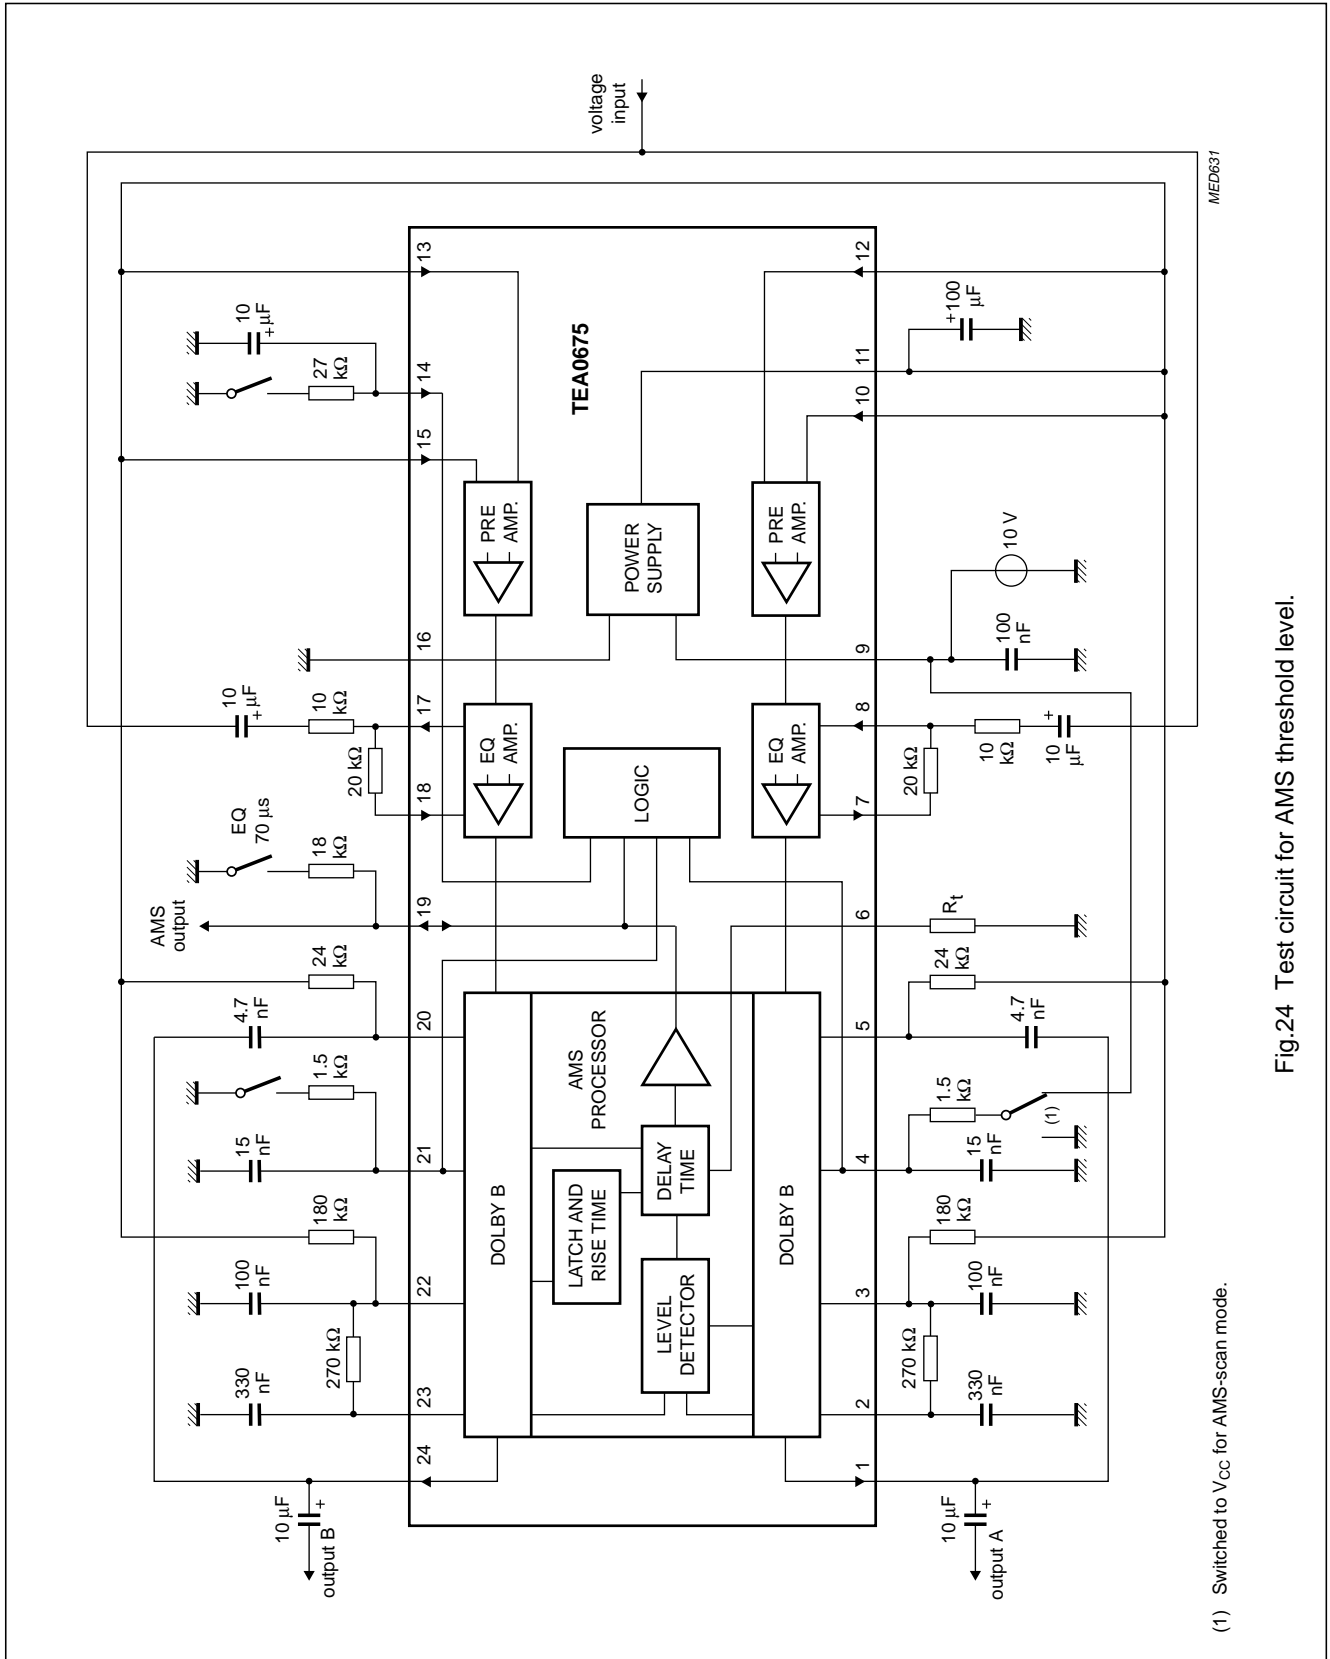 voltage
input
MED631
TEA0675
13
10
µF
+
27
kΩ
14
15
12
+100
µF
11
10
PRE
AMP.
POWER
SUPPLY
PRE
AMP.
10 V
16
9
100
nF
10
µF
+
10
kΩ
17
20 kΩ
18
EQ
AMP.
LOGIC
EQ
AMP.
8
7
20 kΩ
10
kΩ
+
10
µF
EQ
70 µs
18
kΩ
AMS
output
19
6
Rt
24
kΩ
4.7
nF
20
5
24
kΩ
4.7
nF
1.5
kΩ
15
nF
21
4
1.5
kΩ
(1)
15
nF
DOLBY B
AMS
PROCESSOR
LATCH AND
RISE TIME
DELAY
TIME
LEVEL
DETECTOR
DOLBY B
180
kΩ
100
nF
22
270 kΩ
330
nF
23
3
180
kΩ
100
nF
270 kΩ
2
330
nF
24
1
10 µF
+
output B
10 µF
+
output A
(1) Switched to VCC for AMS-scan mode.
Fig.24 Test circuit for AMS threshold level.